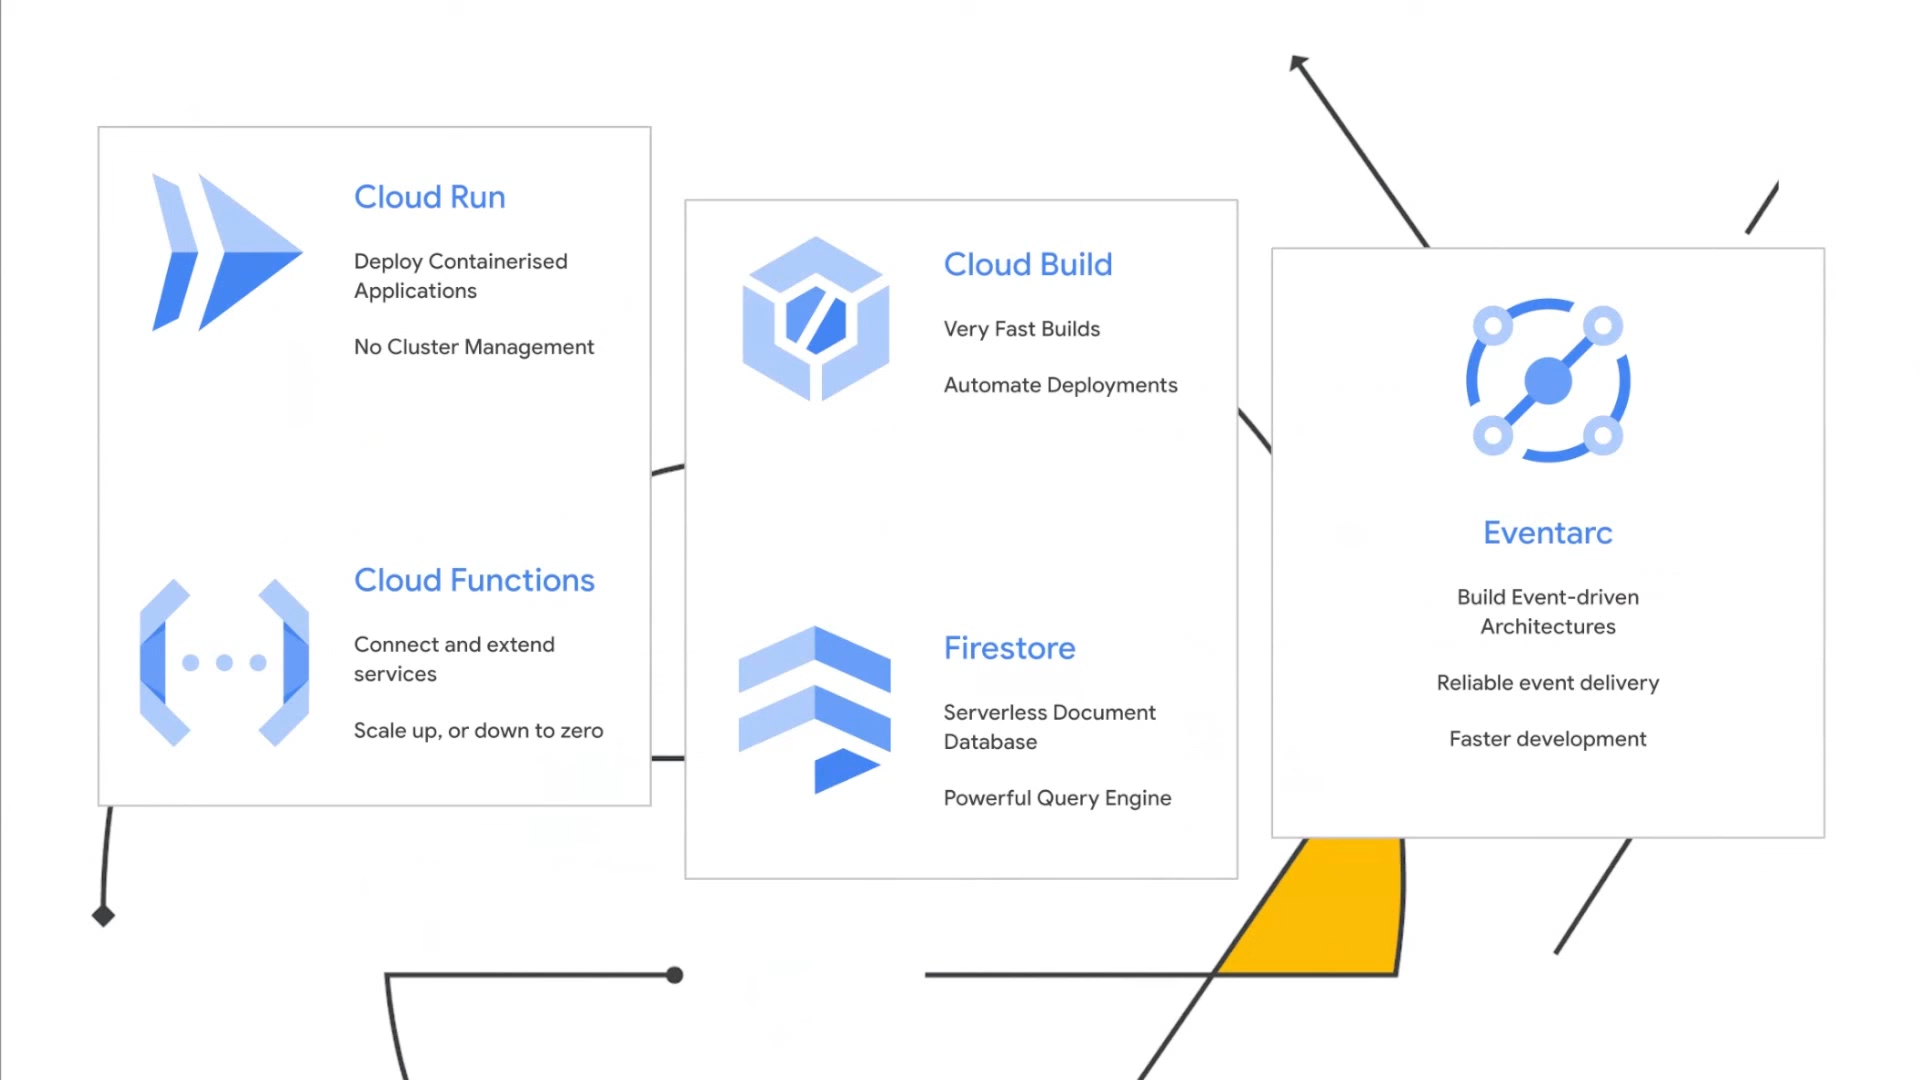 Cloud Run
Deploy Containerised
Applications
No Cluster Management
Cloud Functions
Connect and extend
services
Scale up, or down to zero
Cloud Build
Very Fast Builds
Automate Deployments
Firestore
Serverless Document
Database
Powerful Query Engine
Eventarc
Build Event-driven
Architectures
Reliable event delivery
Faster development